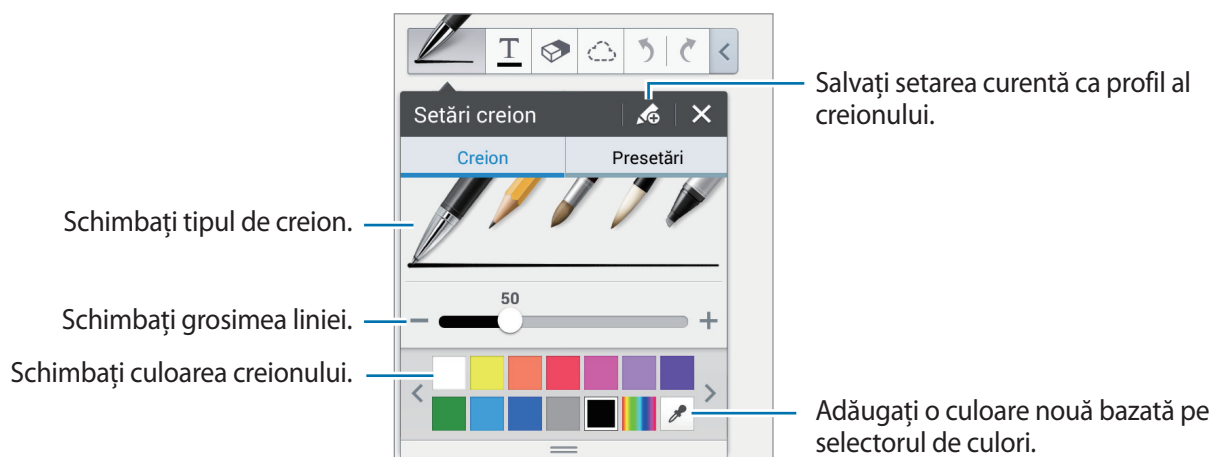 T
Salvați setarea curentă ca profil al
creionului.
Setări creion
Creion
Presetări
Schimbați tipul de creion.
50
Schimbați grosimea liniei.
Schimbați culoarea creionului.
Adăugați o culoare nouă bazată pe
selectorul de culori.